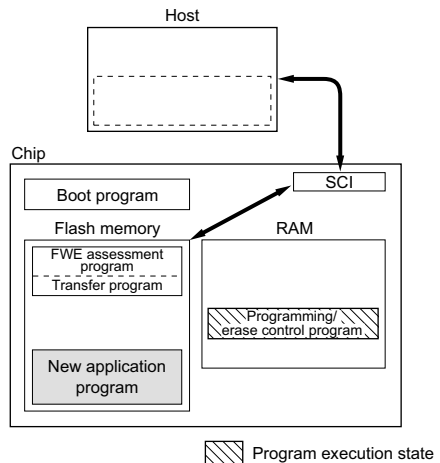 Host
Chip
SCI
Boot program
Flash memory
RAM
FWE assessment
program
Transfer program
Programming/
erase control program
New application
program
Program execution state